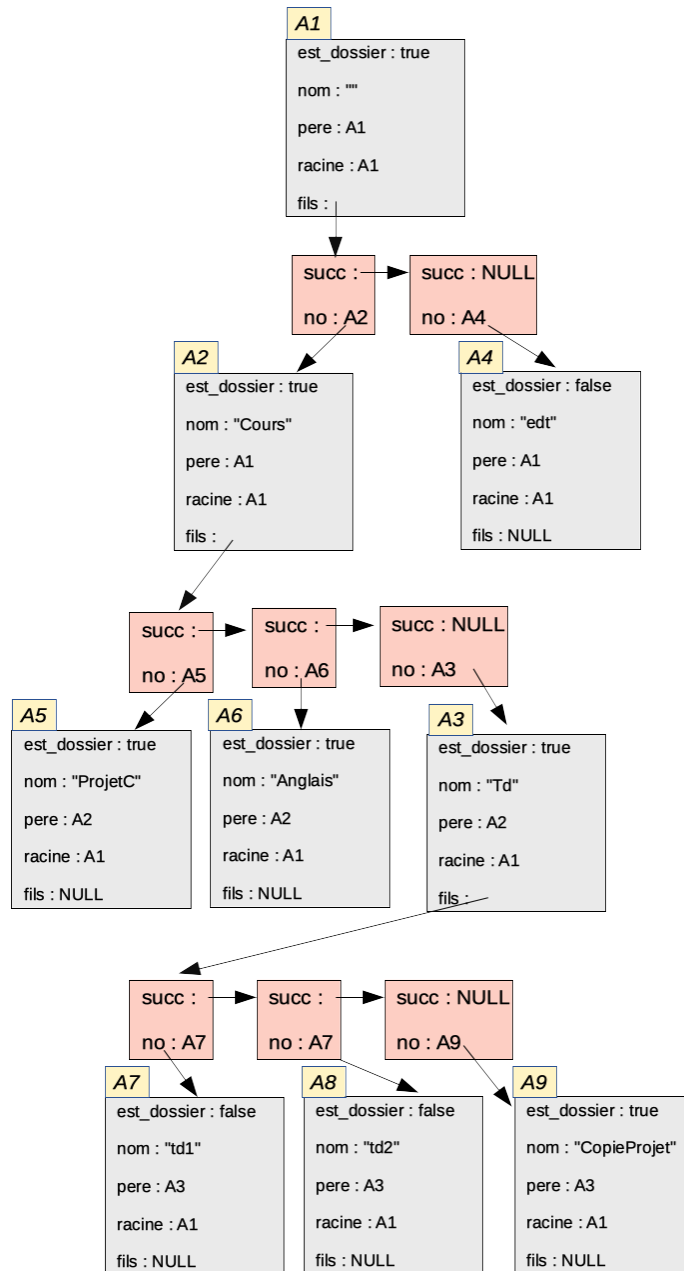 A1
est_dossier : true
nom : ""
pere : A1
racine : A1
fils :
succ :
no : A2
succ : NULL
no : A4
A2
est_dossier : true
nom : "Cours"
pere : A1
racine : A1
fils :
A4
est_dossier : false
nom : "edt"
pere : A1
racine : A1
fils : NULL
succ :
no : A5
succ :
no : A6
succ : NULL
no : A3
A5
est_dossier : true
nom : "ProjetC"
pere : A2
racine : A1
fils : NULL
A6
est_dossier : true
nom : "Anglais"
pere : A2
racine : A1
fils : NULL
A3
est_dossier : true
nom : "Td"
pere : A2
racine : A1
fils :
succ :
no : A7
succ :
no : A7
succ : NULL
no : A9
A7
est_dossier : false
nom : "td1"
pere : A3
racine : A1
fils : NULL
A8
est_dossier : false
nom : "td2"
pere : A3
racine : A1
fils : NULL
A9
est_dossier : true
nom : "CopieProjet"
pere : A3
racine : A1
fils : NULL